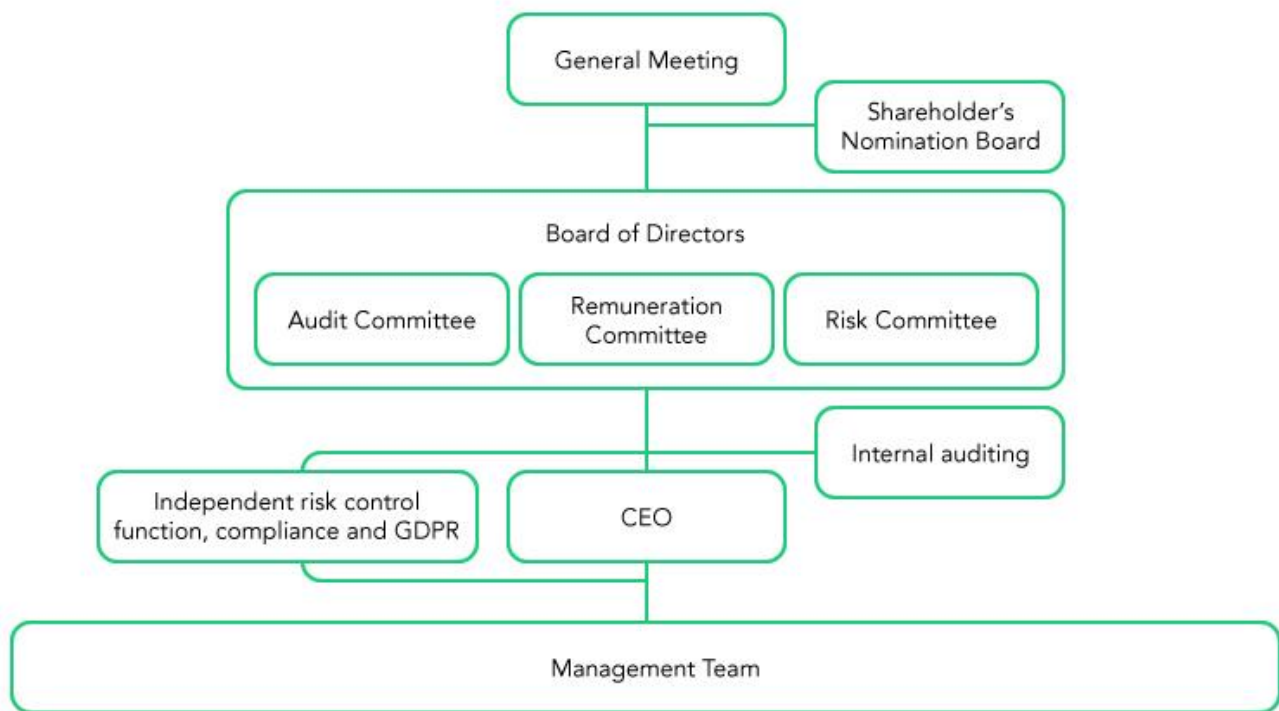 General Meeting
Shareholder’s
Nomination Board
Board of Directors
Audit Committee
Remuneration
Committee
Risk Committee
Internal auditing
Independent risk control
function, compliance and GDPR
CEO
Management Team